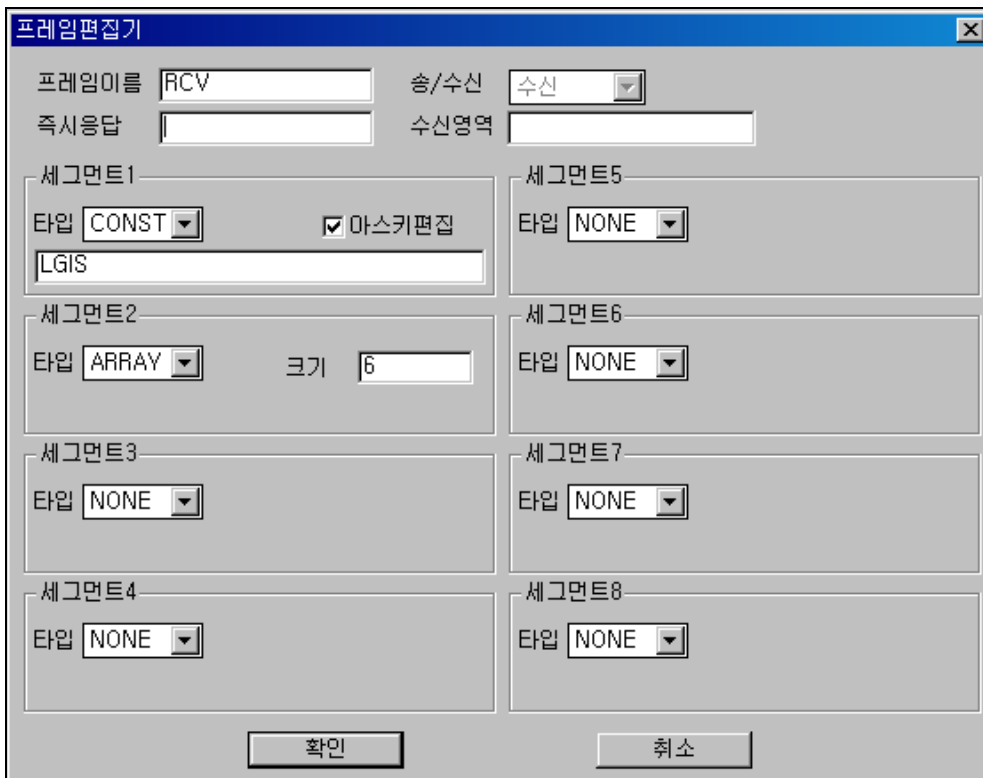 프레임편집기
프레임이름 RCV 송/수신 수신
즉시응답 수신영역
세그먼트1 세그먼트5
타입 CONST 아스키편집 타입 NONE
LGIS
세그먼트2 세그먼트6
타입 ARRAY 크기 6 타입 NONE
세그먼트3 세그먼트7
타입 NONE 타입 NONE
세그먼트4 세그먼트8
타입 NONE 타입 NONE
확인 취소